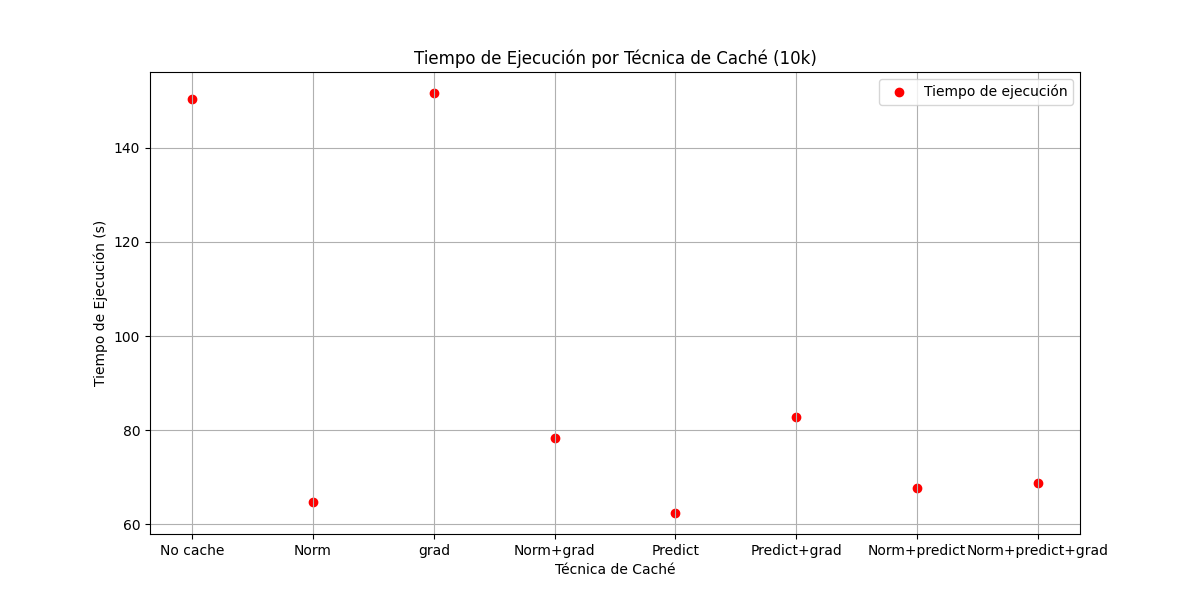 Tiempo de Ejecución por Técnica de Caché (10k)
Tiempo de ejecución
Tiempo de Ejecución (s)
140
120
100
80
60
No cache Norm grad Norm+grad Predict Predict+grad Norm+predict Norm+predict+grad
Técnica de Caché